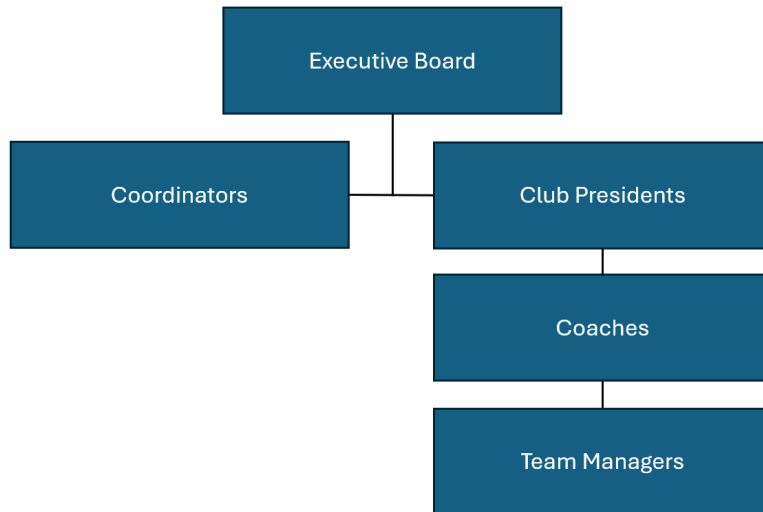 Executive Board
Coordinators
Club Presidents
Coaches
Team Managers